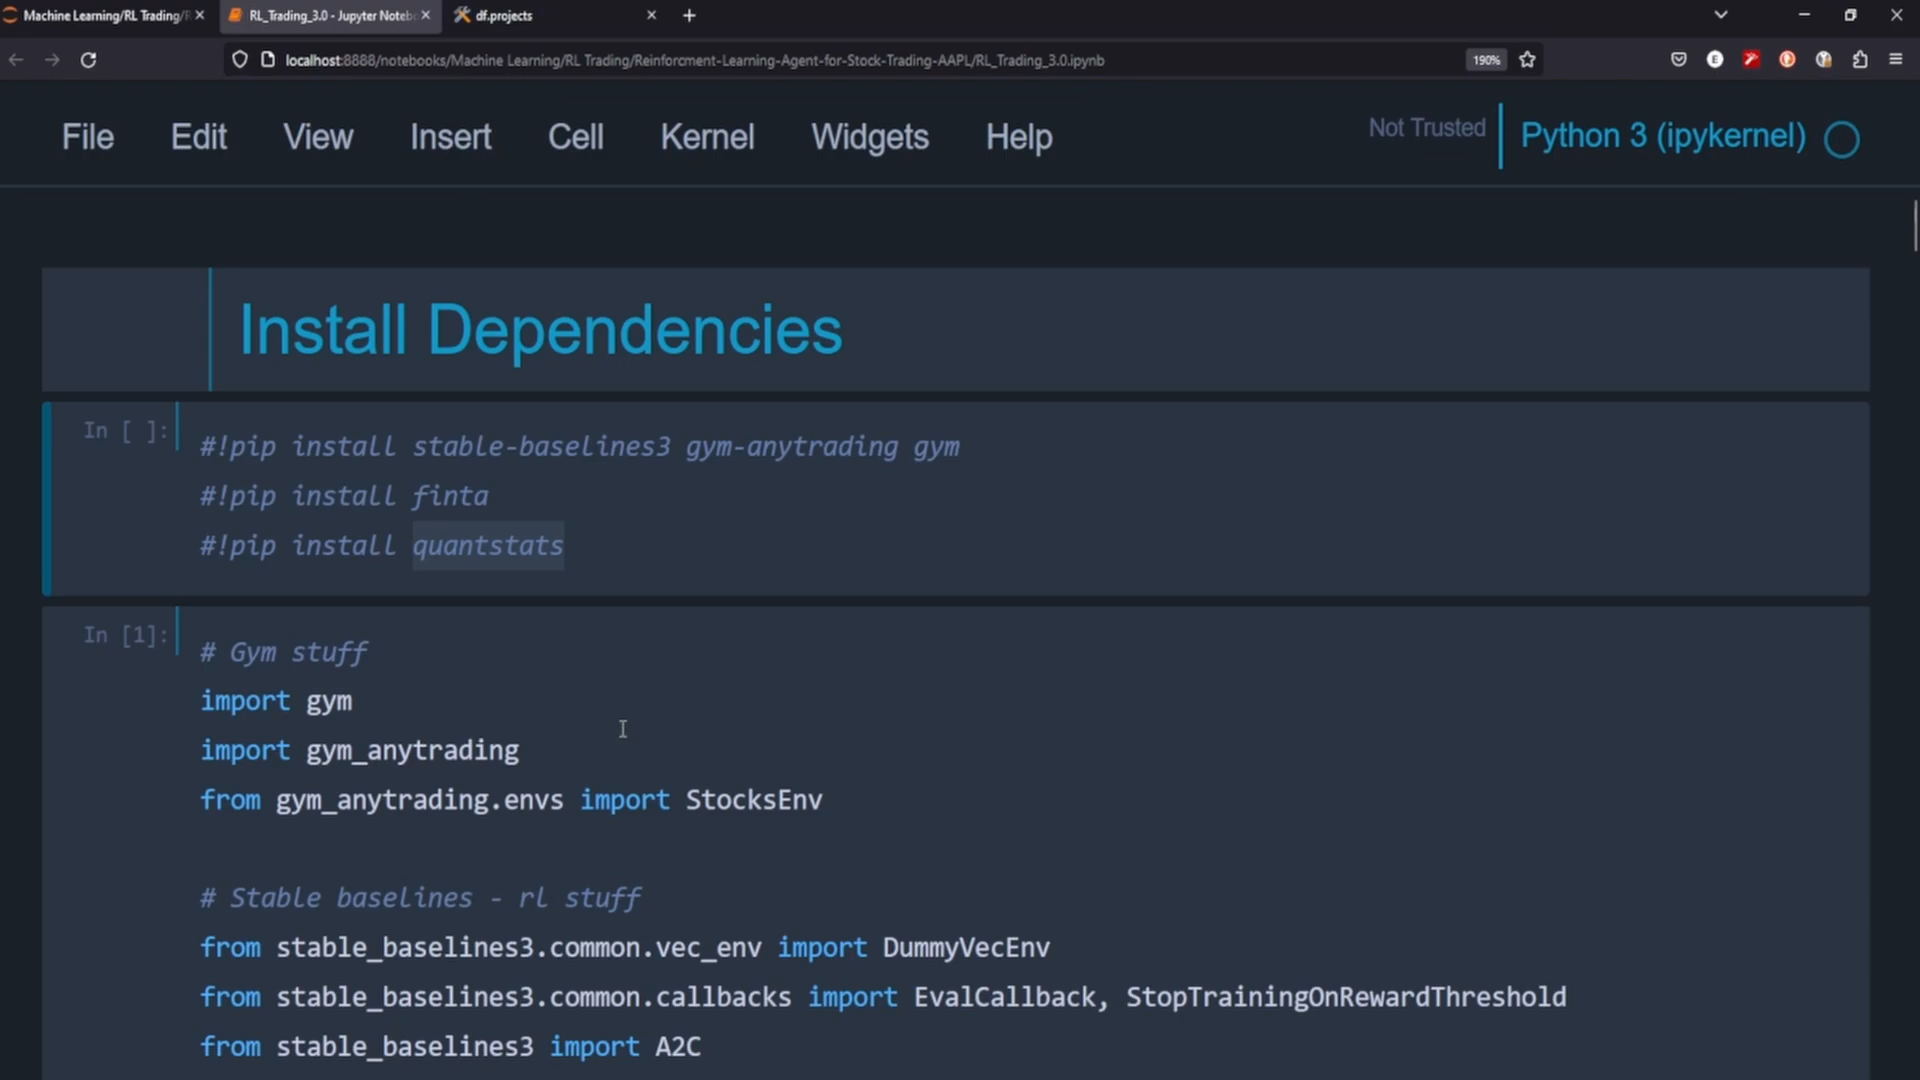 Machine Learning/RL Trading/R
RL_Trading_3.0 - Jupyter Notebo
df.projects
localhost:8888/notebooks/Machine Learning/RL Trading/Reinforcment-Learning-Agent-for-Stock-Trading-AAPL/RL_Trading_3.0.ipynb
190%
File Edit View Insert Cell Kernel Widgets Help
Not Trusted
Python 3 (ipykernel)
Install Dependencies
In [ ]:
#!pip install stable-baselines3 gym-anytrading gym
#!pip install finta
#!pip install quantstats
In [1]:
# Gym stuff
import gym
import gym_anytrading
from gym_anytrading.envs import StocksEnv
# Stable baselines - rl stuff
from stable_baselines3.common.vec_env import DummyVecEnv
from stable_baselines3.common.callbacks import EvalCallback, StopTrainingOnRewardThreshold
from stable_baselines3 import A2C